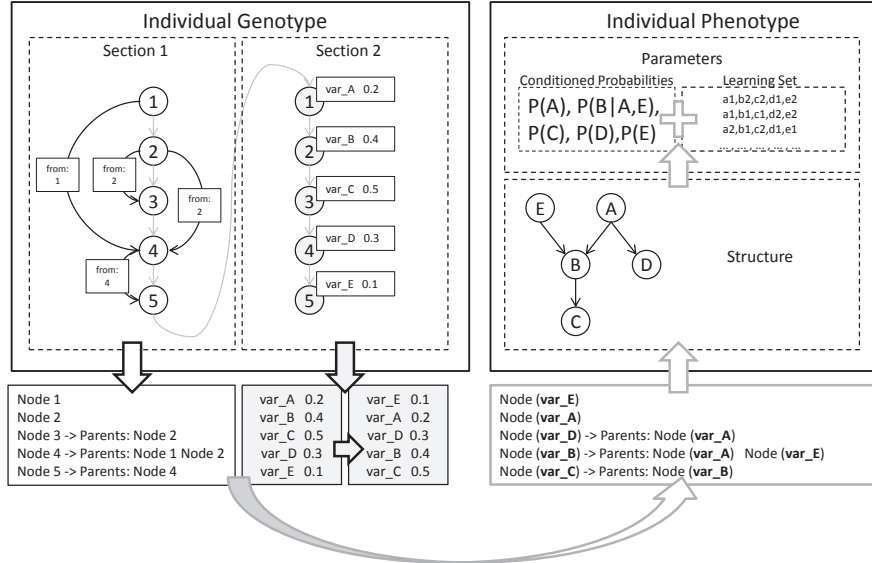 Individual Genotype
Section 1
1
2
3
4
5
from:
1
from:
2
from:
2
from:
4
Section 2
1
var_A 0.2
2
var_B 0.4
3
var_C 0.5
4
var_D 0.3
5
var_E 0.1
Individual Phenotype
Parameters
Conditioned Probabilities
P(A), P(B|A,E),
P(C), P(D),P(E)
Learning Set
a1,b2,c2,d1,e2
a1,b1,c1,d2,e2
a2,b1,c2,d1,e1
... , ... , ... , ... , ...
E
A
B
D
C
Structure
Node 1
Node 2
Node 3 -> Parents: Node 2
Node 4 -> Parents: Node 1 Node 2
Node 5 -> Parents: Node 4
var_A 0.2
var_B 0.4
var_C 0.5
var_D 0.3
var_E 0.1
var_E 0.1
var_A 0.2
var_D 0.3
var_B 0.4
var_C 0.5
Node (var_E)
Node (var_A)
Node (var_D) -> Parents: Node (var_A)
Node (var_B) -> Parents: Node (var_A) Node (var_E)
Node (var_C) -> Parents: Node (var_B)